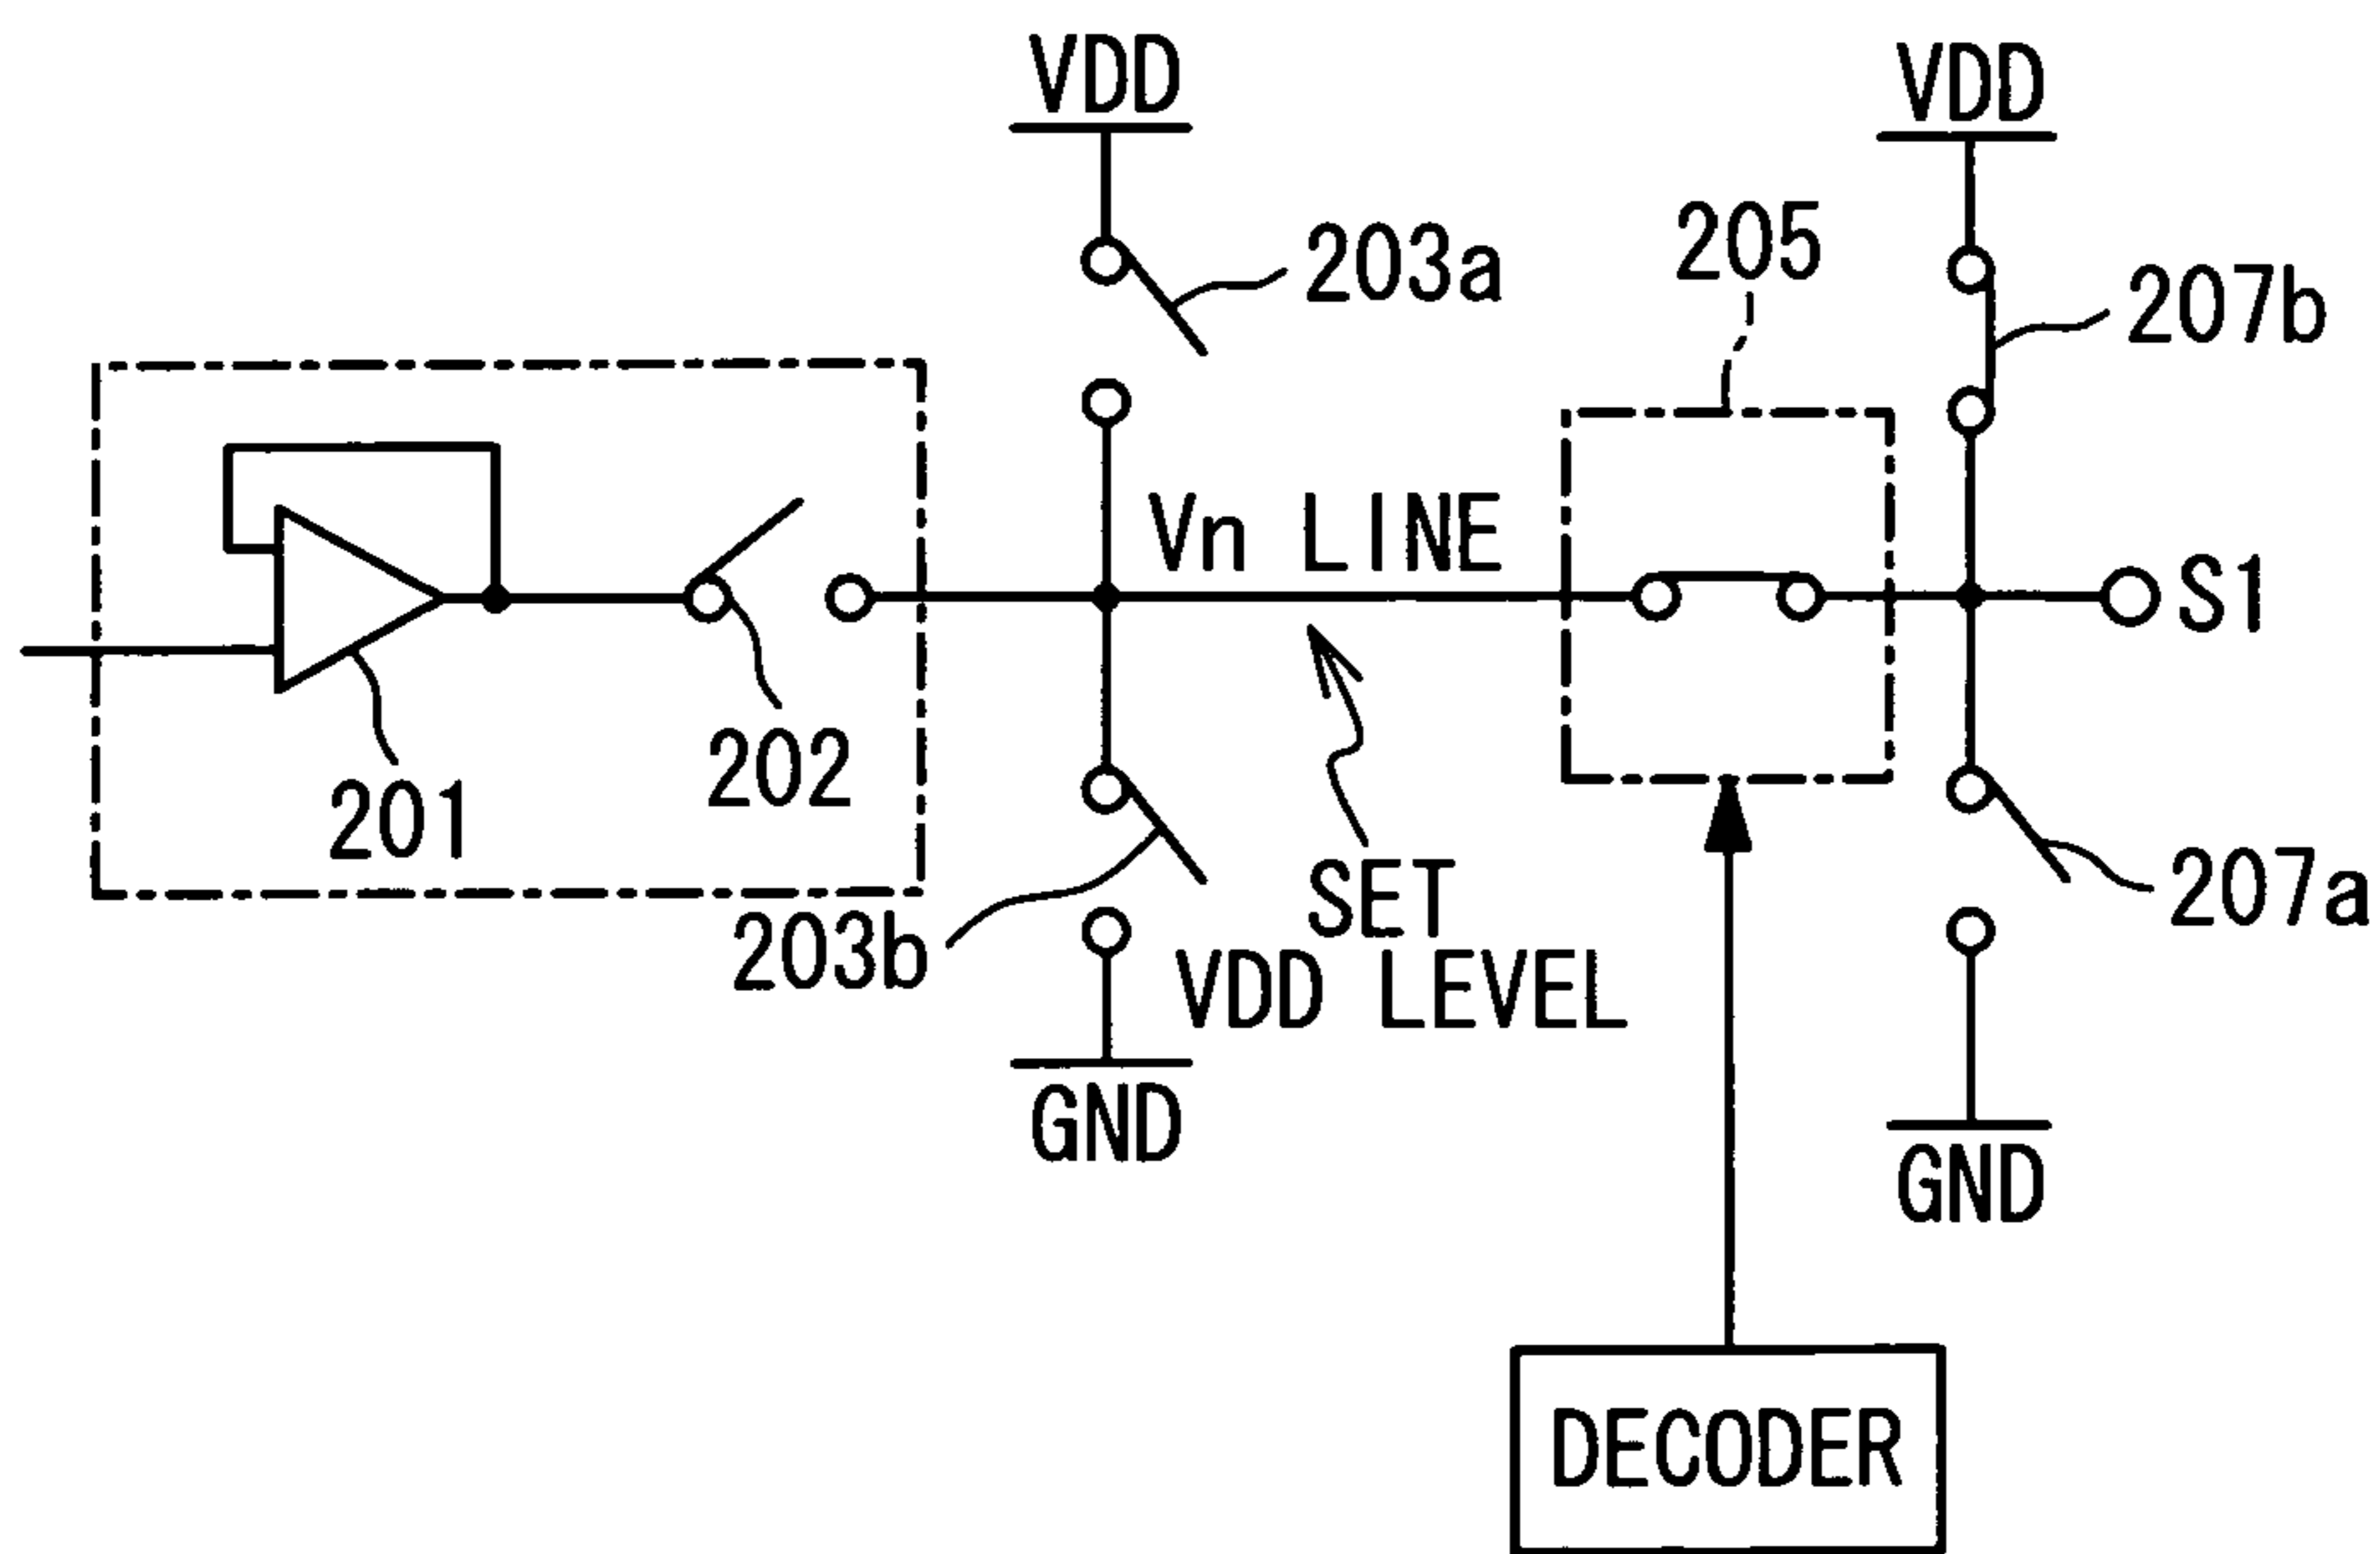 VDD
VDD
203a
205
207b
Vn LINE
S1
202
201
203b
SET
VDD LEVEL
207a
GND
GND
DECODER